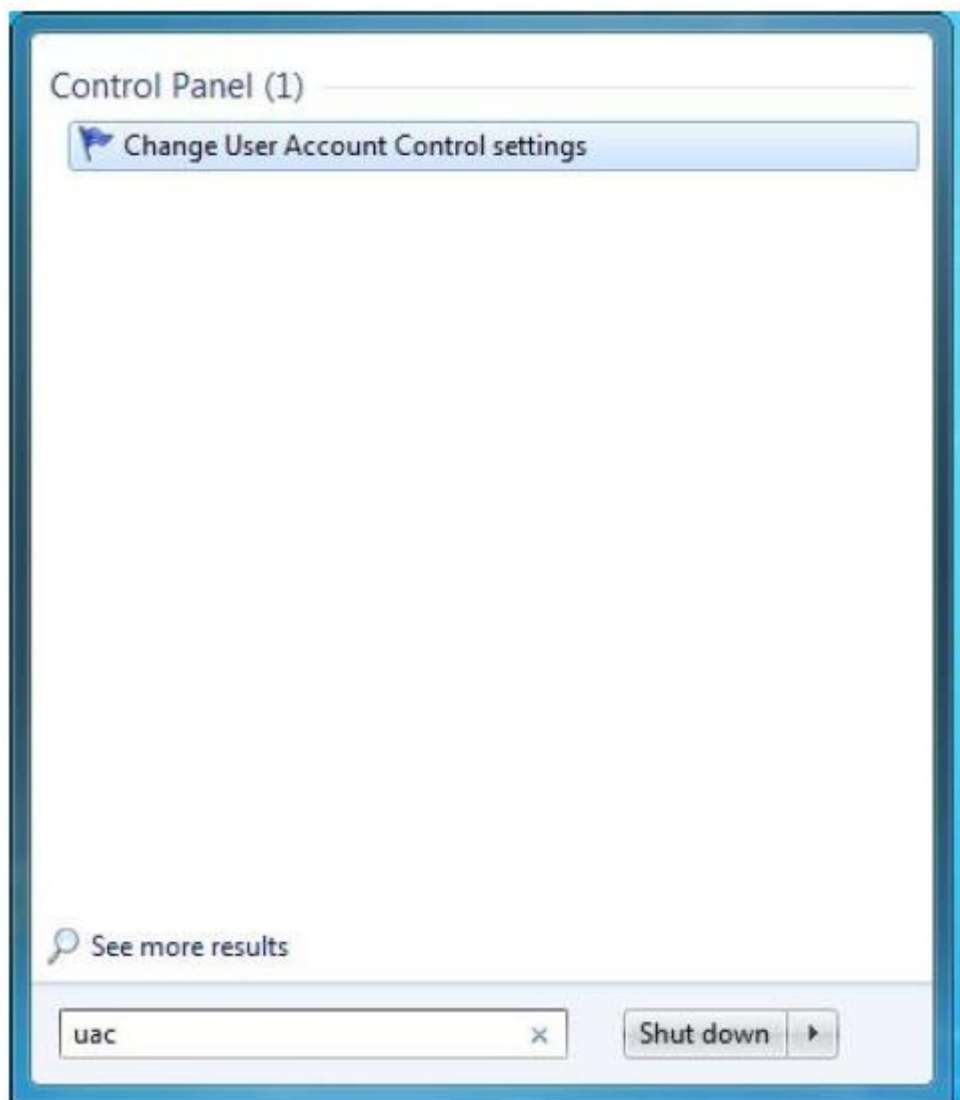 Control Panel (1)
Change User Account Control settings
See more results
uac
Shut down